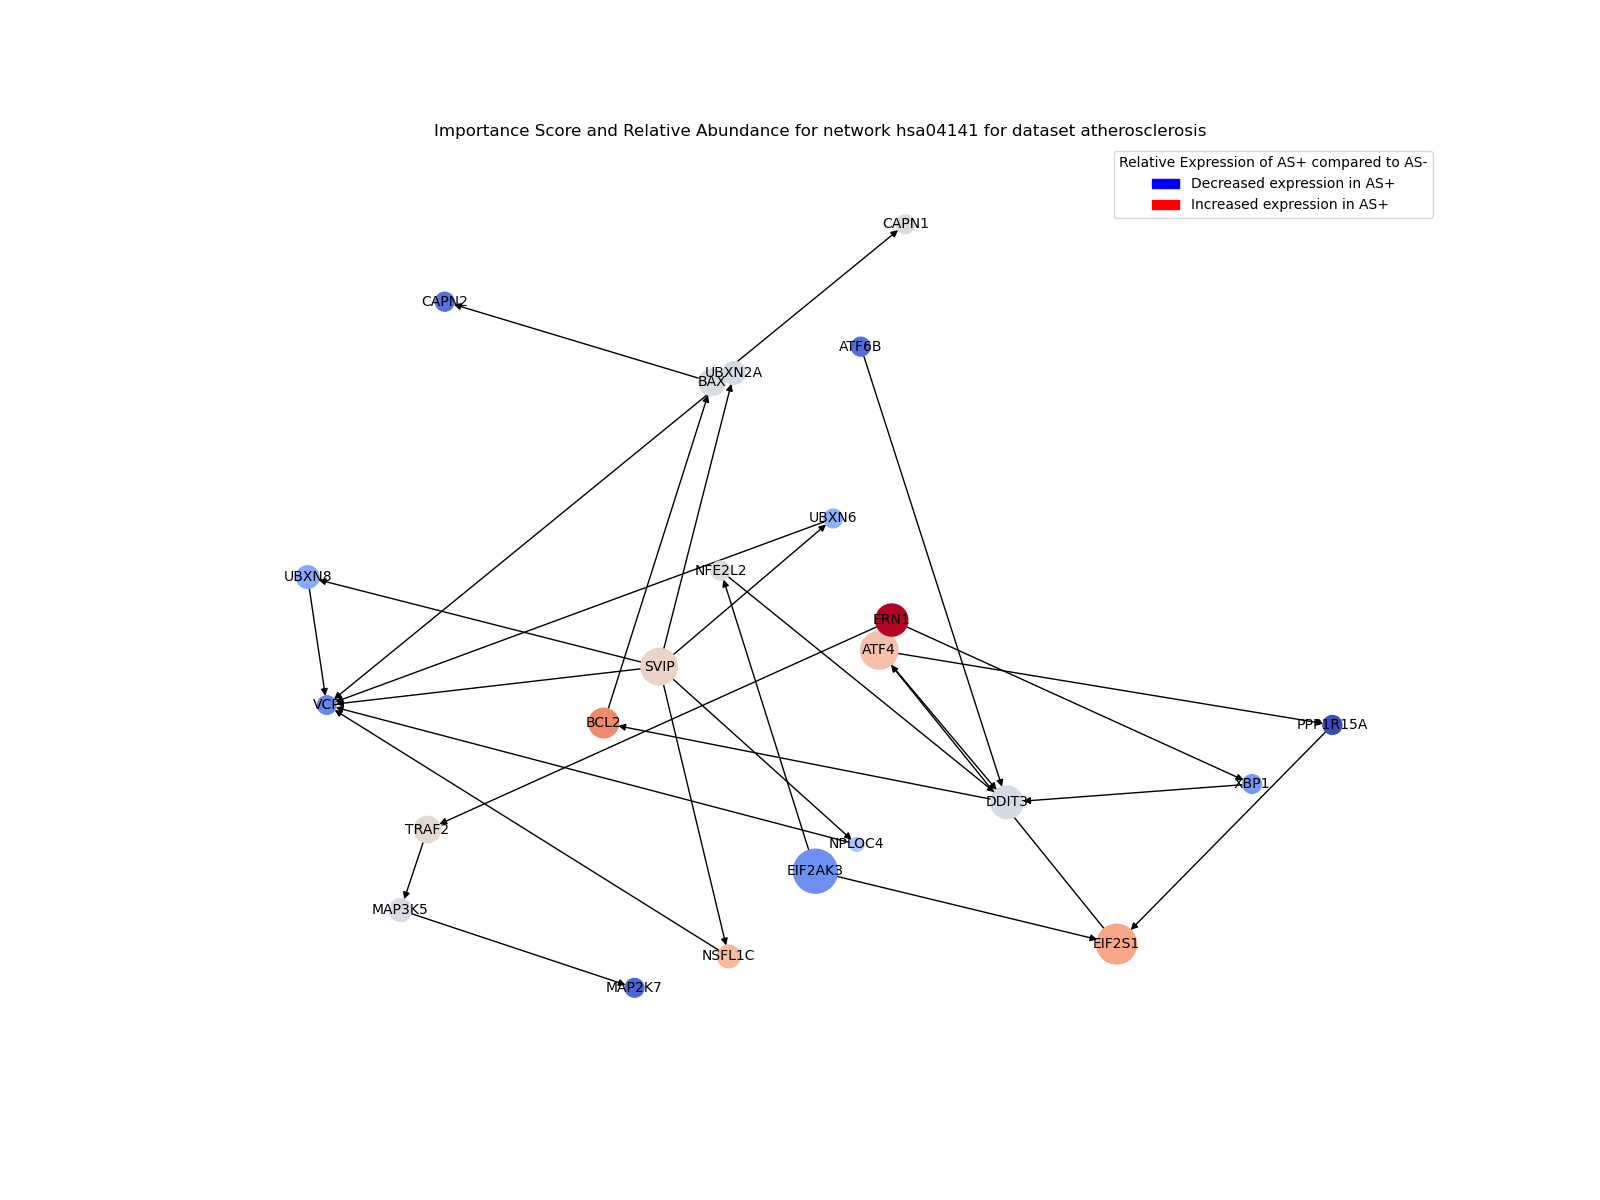 Importance Score and Relative Abundance for network hsa04141 for dataset atherosclerosis
Relative Expression of AS+ compared to AS-
Decreased expression in AS+
Increased expression in AS+
CAPN1
CAPN2
ATF6B
UBXN2A
BAX
UBXN6
NFE2L2
UBXN8
ERN1
ATF4
SVIP
VCP
BCL2
PPP1R15A
XBP1
DDIT3
TRAF2
NPLOC4
EIF2AK3
MAP3K5
EIF2S1
NSFL1C
MAP2K7